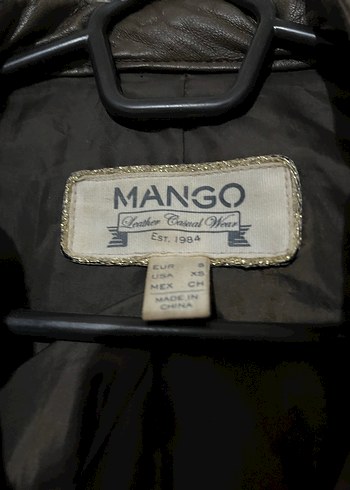 MANGO
Leather Casual Wear
EST. 1984
EUR S
USA XS
MEX CH
MADE IN
CHINA